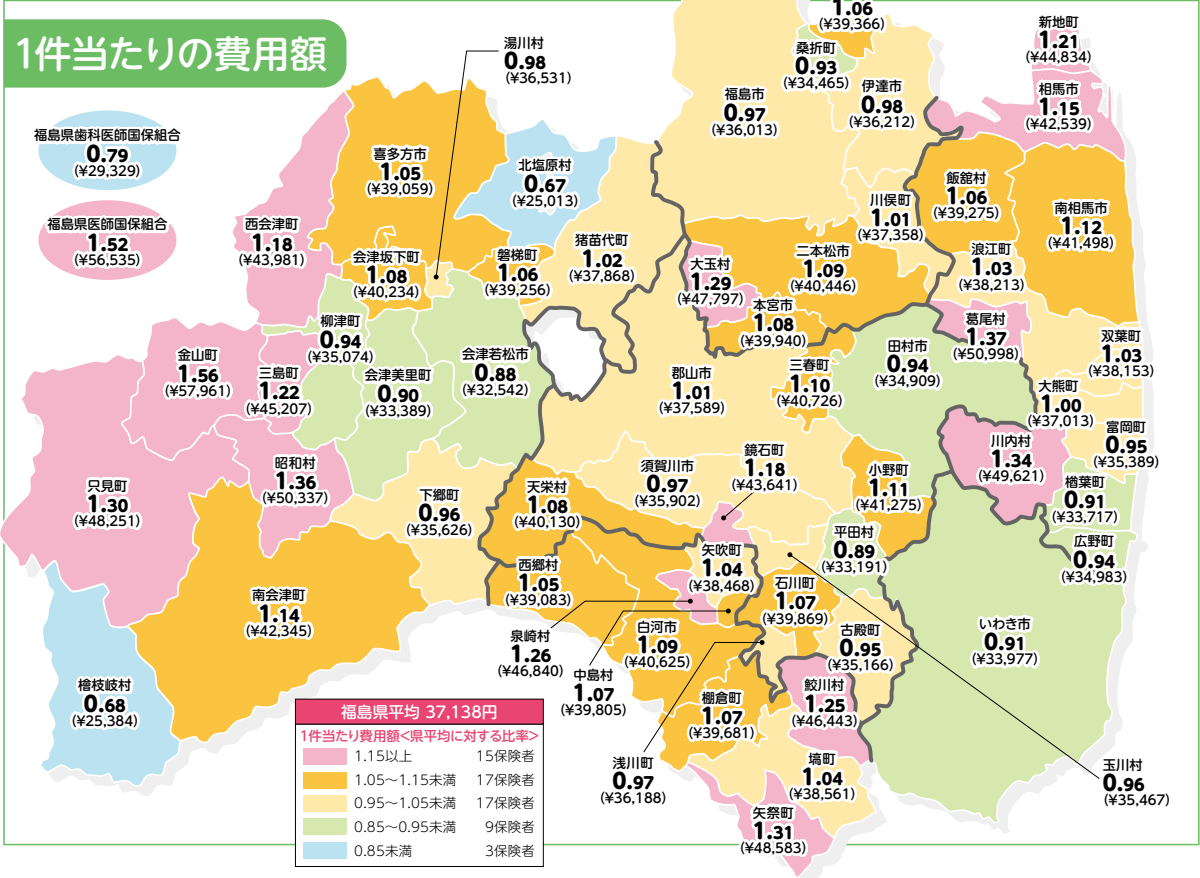 1件当たりの費用額
福島県歯科医師国保組合
0.79
(¥29,329)
福島県医師国保組合
1.52
(¥56,535)
湯川村
0.98
(¥36,531)
1.06
(¥39,366)
桑折町
0.93
(¥34,465)
伊達市
0.98
(¥36,212)
福島市
0.97
(¥36,013)
新地町
1.21
(¥44,834)
相馬市
1.15
(¥42,539)
喜多方市
1.05
(¥39,059)
北塩原村
0.67
(¥25,013)
川俣町
1.01
(¥37,358)
飯舘村
1.06
(¥39,275)
南相馬市
1.12
(¥41,498)
西会津町
1.18
(¥43,981)
会津坂下町
1.08
(¥40,234)
磐梯町
1.06
(¥39,256)
猪苗代町
1.02
(¥37,868)
大玉村
1.29
(¥47,797)
二本松市
1.09
(¥40,446)
浪江町
1.03
(¥38,213)
本宮市
1.08
(¥39,940)
葛尾村
1.37
(¥50,998)
双葉町
1.03
(¥38,153)
柳津町
0.94
(¥35,074)
金山町
1.56
(¥57,961)
三島町
1.22
(¥45,207)
会津美里町
0.90
(¥33,389)
会津若松市
0.88
(¥32,542)
郡山市
1.01
(¥37,589)
三春町
1.10
(¥40,726)
田村市
0.94
(¥34,909)
大熊町
1.00
(¥37,013)
富岡町
0.95
(¥35,389)
川内村
1.34
(¥49,621)
只見町
1.30
(¥48,251)
昭和村
1.36
(¥50,337)
下郷町
0.96
(¥35,626)
天栄村
1.08
(¥40,130)
須賀川市
0.97
(¥35,902)
鏡石町
1.18
(¥43,641)
小野町
1.11
(¥41,275)
楢葉町
0.91
(¥33,717)
平田村
0.89
(¥33,191)
広野町
0.94
(¥34,983)
西郷村
1.05
(¥39,083)
矢吹町
1.04
(¥38,468)
石川町
1.07
(¥39,869)
南会津町
1.14
(¥42,345)
泉崎村
1.26
(¥46,840)
白河市
1.09
(¥40,625)
古殿町
0.95
(¥35,166)
いわき市
0.91
(¥33,977)
中島村
1.07
(¥39,805)
檜枝岐村
0.68
(¥25,384)
棚倉町
1.07
(¥39,681)
鮫川村
1.25
(¥46,443)
浅川町
0.97
(¥36,188)
塙町
1.04
(¥38,561)
玉川村
0.96
(¥35,467)
矢祭町
1.31
(¥48,583)
福島県平均 37,138円
1件当たり費用額<県平均に対する比率>
1.15以上 15保険者
1.05～1.15未満 17保険者
0.95～1.05未満 17保険者
0.85～0.95未満 9保険者
0.85未満 3保険者